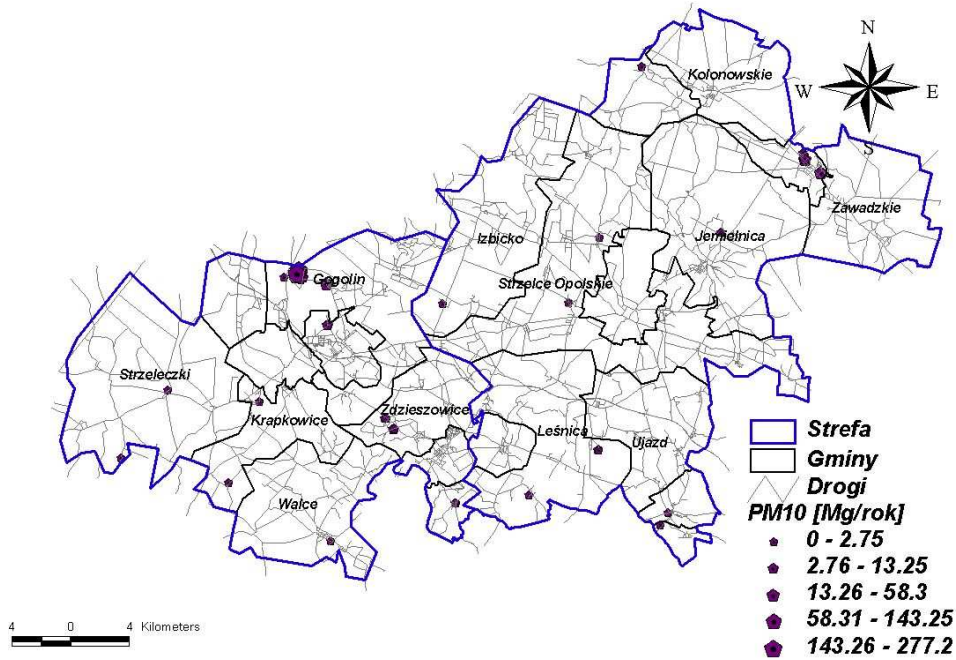 N
Kolonowskie
W
E
S
Zawadzkie
Izbicko
Jemielnica
Gogolin
Strzelce Opolskie
Strzeleczki
Krapkowice
Zdzieszowice
Leśnica
Ujazd
Walce
Strefa
Gminy
Drogi
PM10 [Mg/rok]
0 - 2.75
2.76 - 13.25
13.26 - 58.3
58.31 - 143.25
143.26 - 277.2
4 0 4 Kilometers